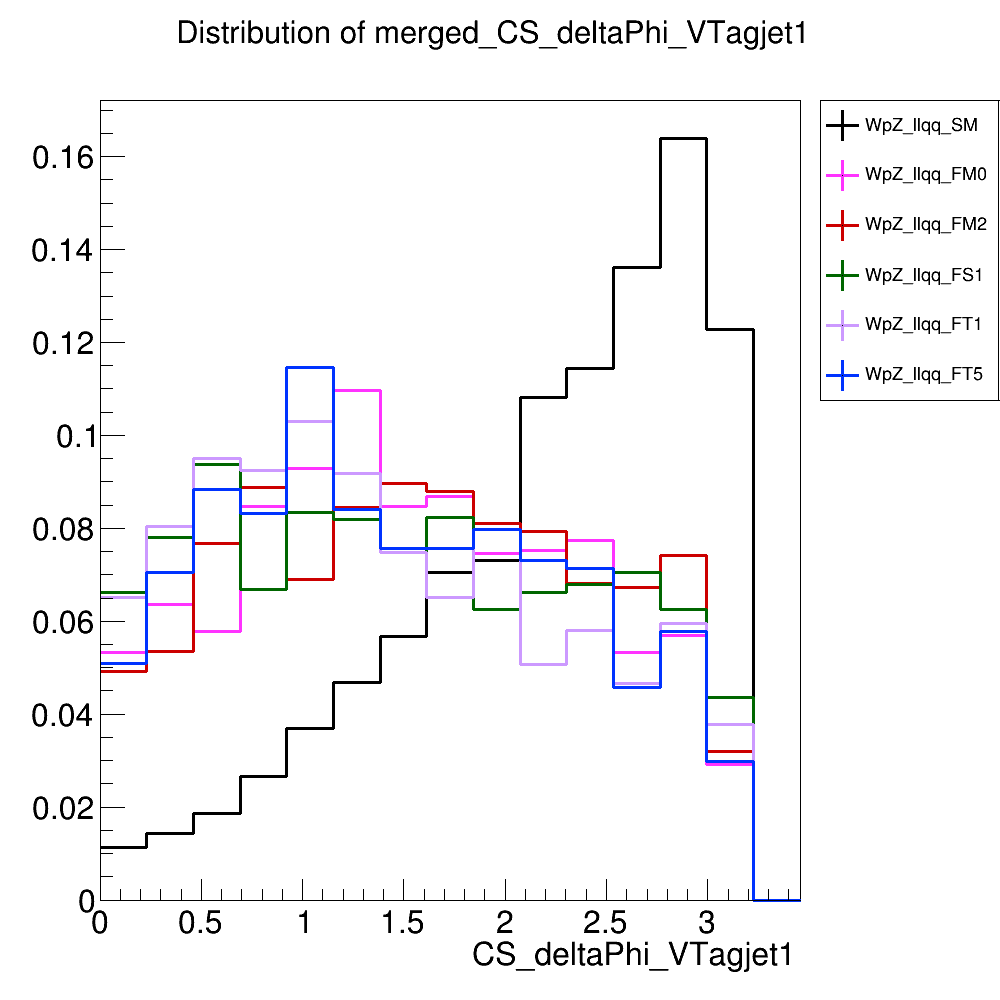 Distribution of merged_CS_deltaPhi_VTagjet1
WpZ_llqq_SM
WpZ_llqq_FM0
WpZ_llqq_FM2
WpZ_llqq_FS1
WpZ_llqq_FT1
WpZ_llqq_FT5
0.16
0.14
0.12
0.1
0.08
0.06
0.04
0.02
0
0 0.5 1 1.5 2 2.5 3
CS_deltaPhi_VTagjet1